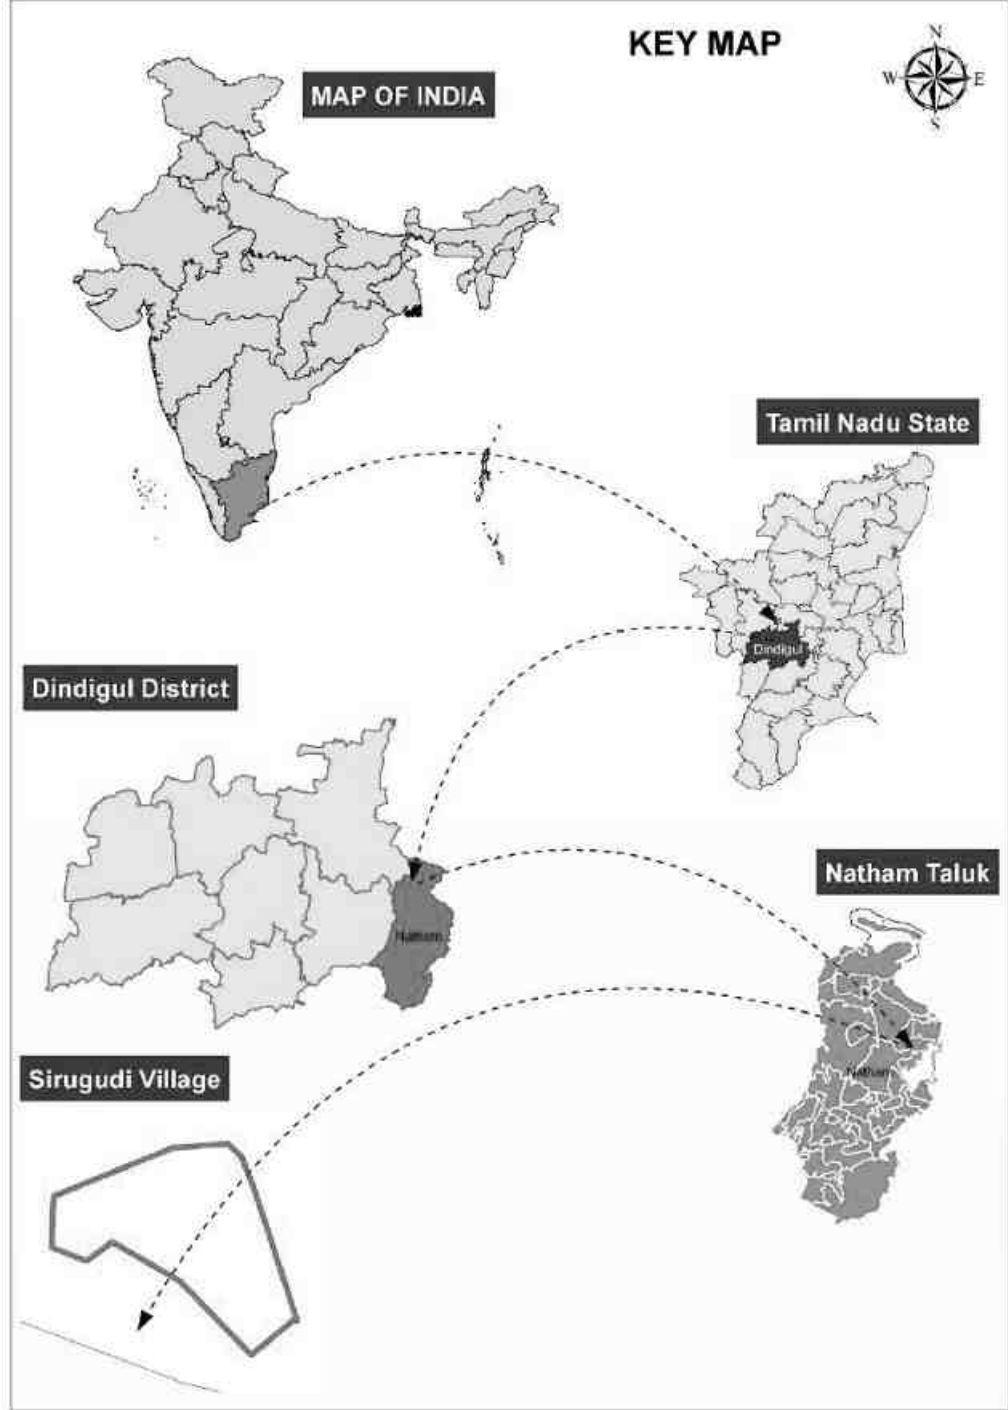 KEY MAP
N
W
E
S
MAP OF INDIA
Tamil Nadu State
Dindigul
Dindigul District
Natham
Natham Taluk
Natham
Sirugudi Village